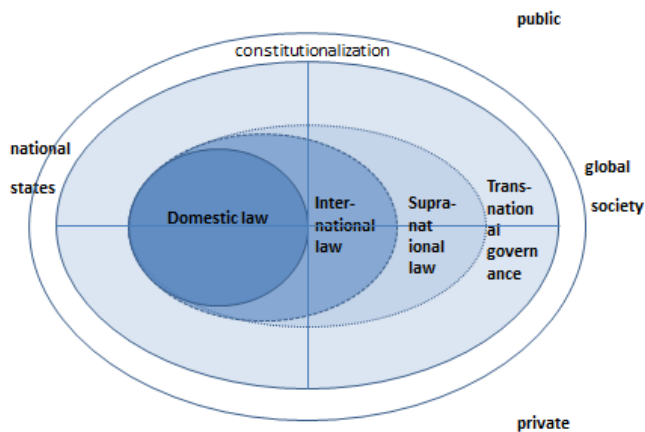 public
constitutionalization
national
states
global
society
Domestic law
Inter-
national
law
Supra-
nat
ional
law
Trans-
nation
al
govern
ance
private